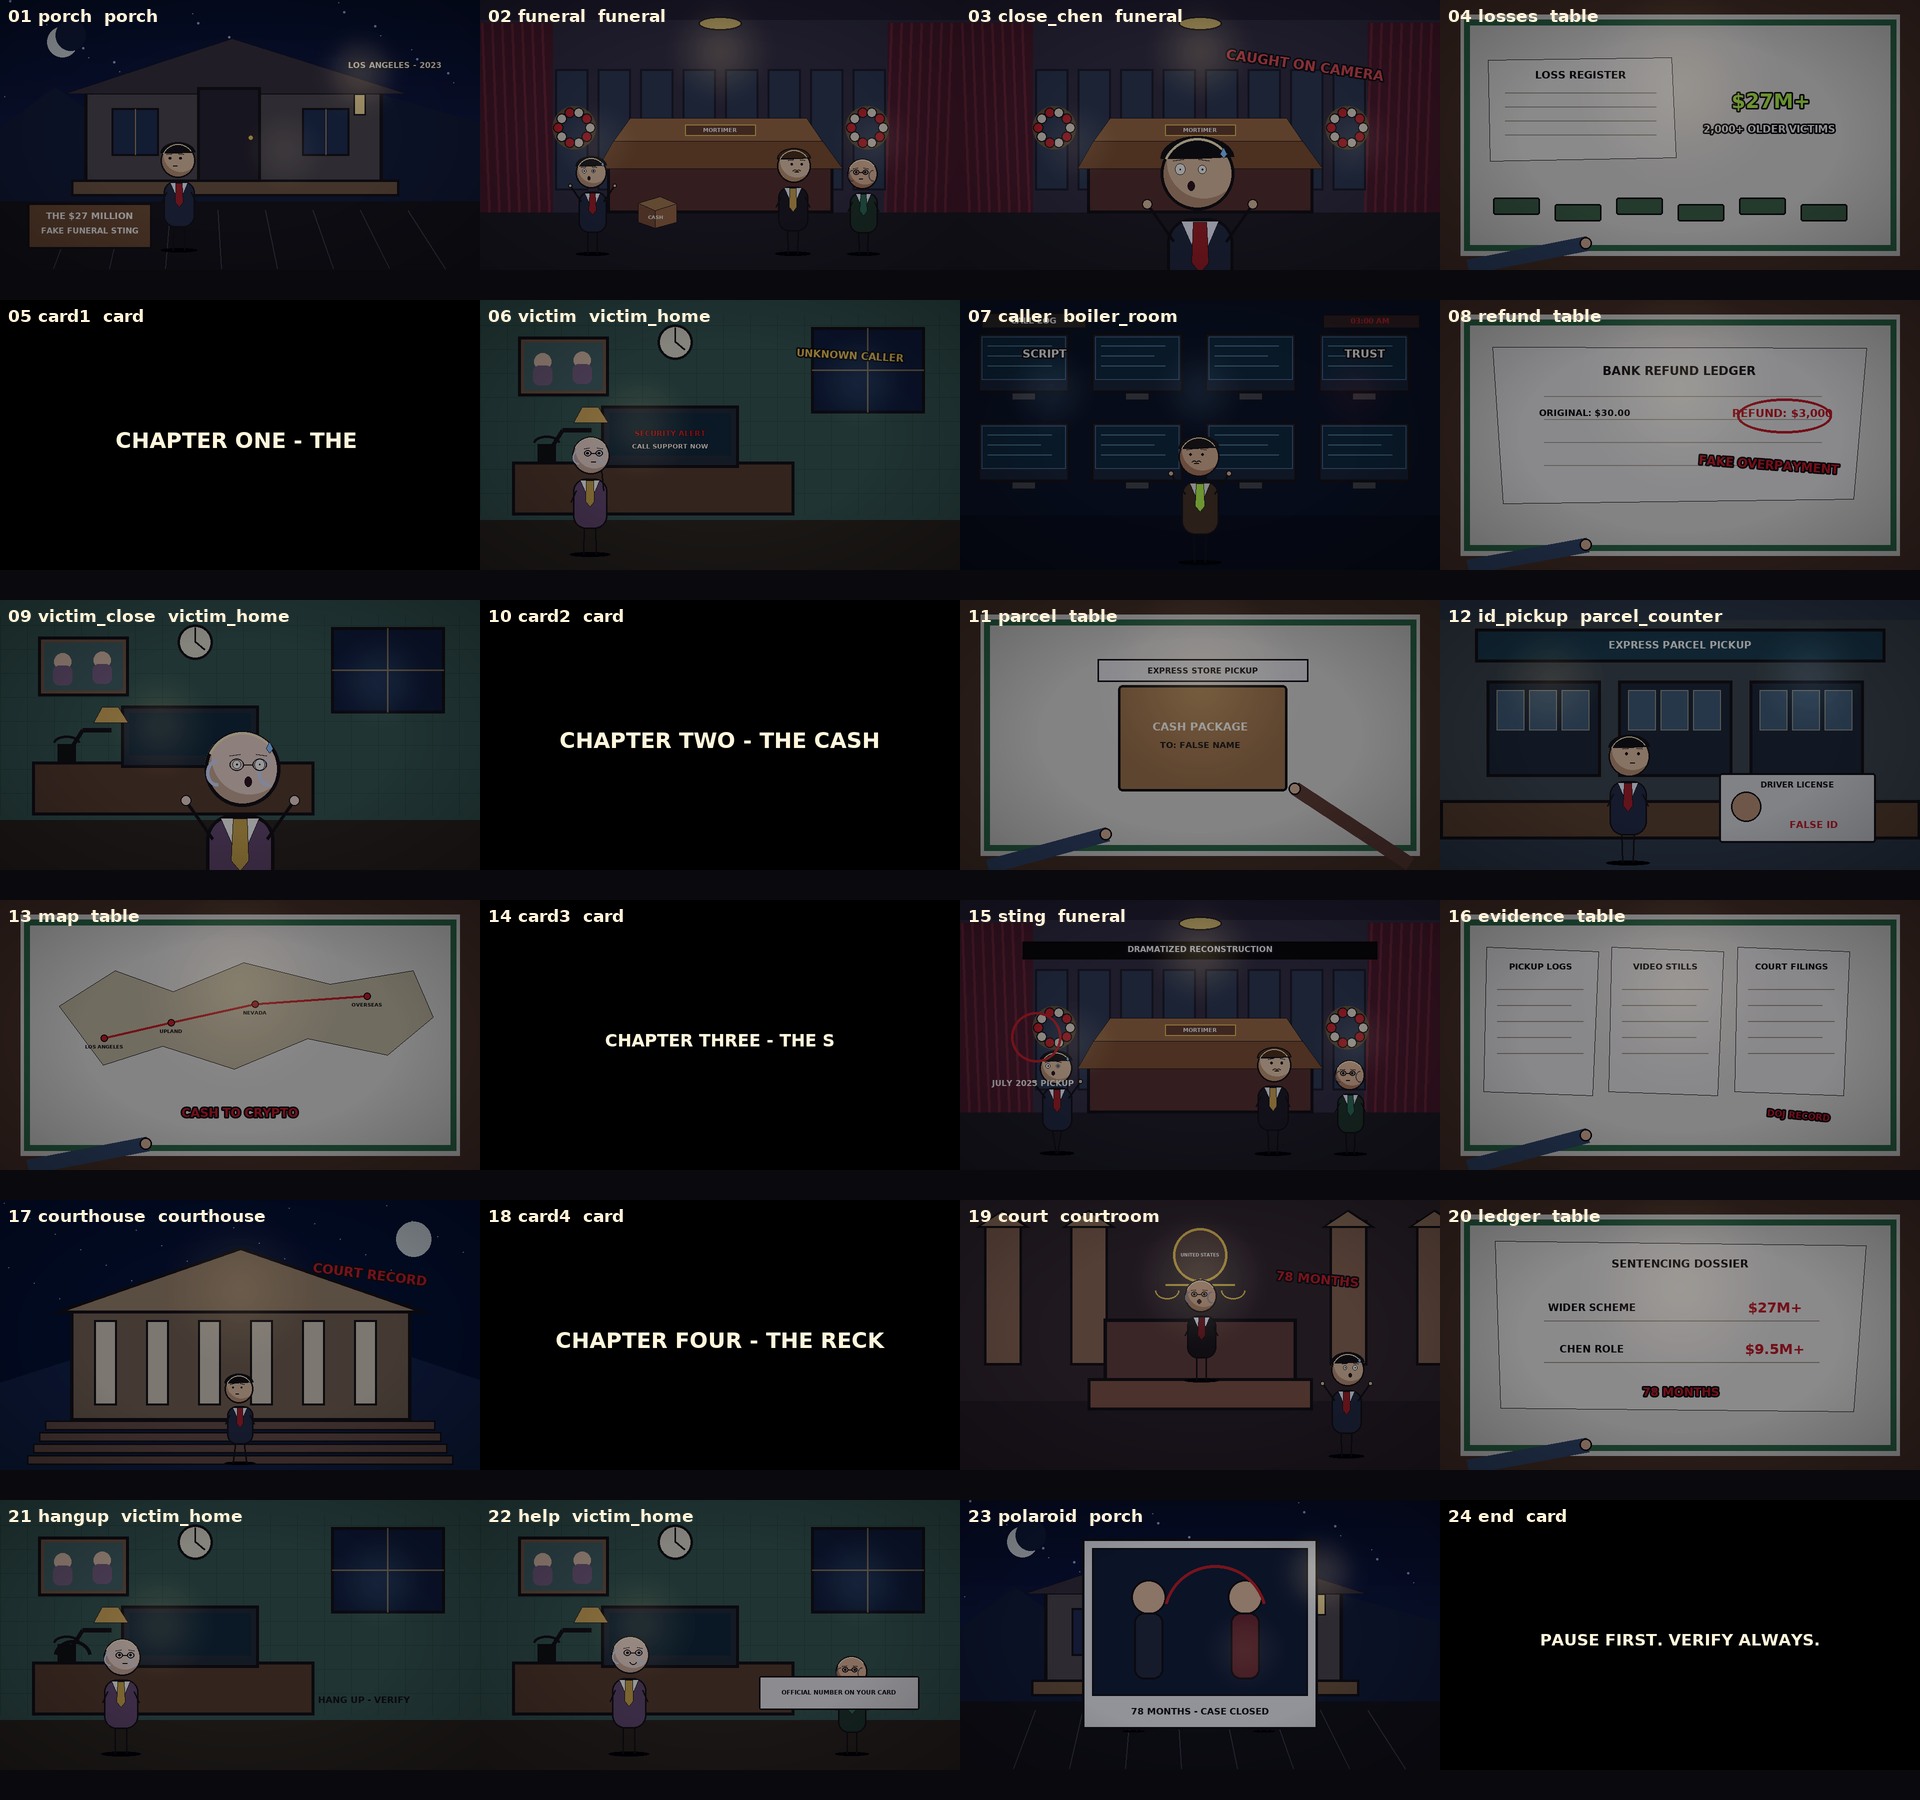 01 porch porch
LOS ANGELES - 2023
THE $27 MILLION
FAKE FUNERAL STING
02 funeral funeral
MORTIMER
CASH
03 close_chen funeral
CAUGHT ON CAMERA
MORTIMER
04 losses table
LOSS REGISTER
$27M+
2,000+ OLDER VICTIMS
05 card1 card
CHAPTER ONE - THE
06 victim victim_home
UNKNOWN CALLER
SECURITY ALERT
CALL SUPPORT NOW
07 caller boiler_room
LOG
03:00 AM
SCRIPT
TRUST
08 refund table
BANK REFUND LEDGER
ORIGINAL: $30.00
REFUND: $3,000
FAKE OVERPAYMENT
09 victim_close victim_home
10 card2 card
CHAPTER TWO - THE CASH
11 parcel table
EXPRESS STORE PICKUP
CASH PACKAGE
TO: FALSE NAME
12 id_pickup parcel_counter
EXPRESS PARCEL PICKUP
DRIVER LICENSE
FALSE ID
13 map table
OVERSEAS
NEVADA
UPLAND
LOS ANGELES
CASH TO CRYPTO
14 card3 card
CHAPTER THREE - THE S
15 sting funeral
DRAMATIZED RECONSTRUCTION
MORTIMER
JULY 2023 PICKUP
16 evidence table
PICKUP LOGS
VIDEO STILLS
COURT FILINGS
DOJ RECORD
17 courthouse courthouse
COURT RECORD
18 card4 card
CHAPTER FOUR - THE RECK
19 court courtroom
UNITED STATES
78 MONTHS
20 ledger table
SENTENCING DOSSIER
WIDER SCHEME
$27M+
CHEN ROLE
$9.5M+
78 MONTHS
21 hangup victim_home
HANG UP - VERIFY
22 help victim_home
OFFICIAL NUMBER ON YOUR CARD
23 polaroid porch
78 MONTHS - CASE CLOSED
24 end card
PAUSE FIRST. VERIFY ALWAYS.